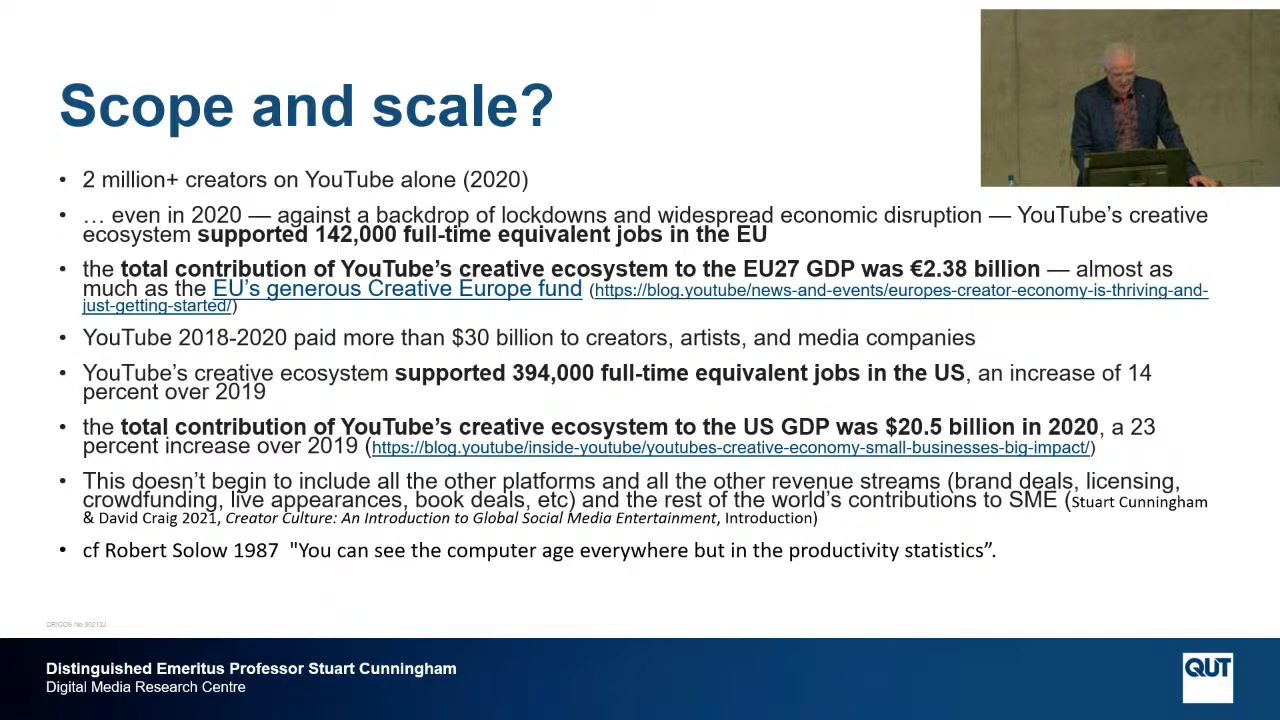 Scope and scale?
• 2 million+ creators on YouTube alone (2020)
• … even in 2020 — against a backdrop of lockdowns and widespread economic disruption — YouTube’s creative
ecosystem supported 142,000 full-time equivalent jobs in the EU
• the total contribution of YouTube’s creative ecosystem to the EU27 GDP was €2.38 billion — almost as
much as the EU’s generous Creative Europe fund (https://blog.youtube/news-and-events/europes-creator-economy-is-thriving-and-
just-getting-started/)
• YouTube 2018-2020 paid more than $30 billion to creators, artists, and media companies
• YouTube’s creative ecosystem supported 394,000 full-time equivalent jobs in the US, an increase of 14
percent over 2019
• the total contribution of YouTube’s creative ecosystem to the US GDP was $20.5 billion in 2020, a 23
percent increase over 2019 (https://blog.youtube/inside-youtube/youtubes-creative-economy-small-businesses-big-impact/)
• This doesn’t begin to include all the other platforms and all the other revenue streams (brand deals, licensing,
crowdfunding, live appearances, book deals, etc) and the rest of the world’s contributions to SME (Stuart Cunningham
& David Craig 2021, Creator Culture: An Introduction to Global Social Media Entertainment, Introduction)
• cf Robert Solow 1987 "You can see the computer age everywhere but in the productivity statistics”.
CRICOS No.00213J
Distinguished Emeritus Professor Stuart Cunningham
Digital Media Research Centre
QUT